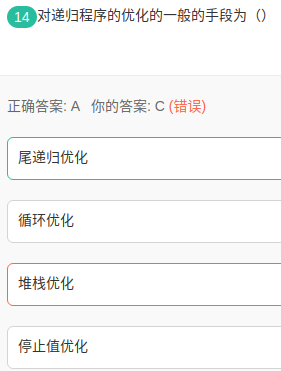 14 对递归程序的优化的一般的手段为（）
正确答案: A 你的答案: C (错误)
尾递归优化
循环优化
堆栈优化
停止值优化